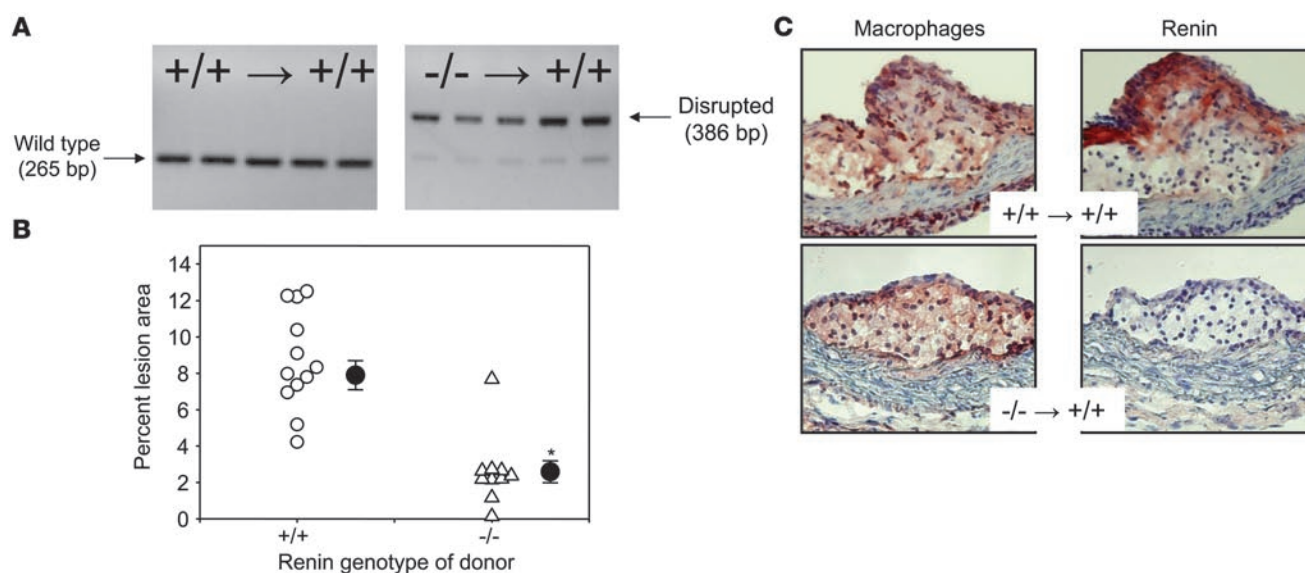 A
+/+ → +/+
-/- → +/+
Wild type
(265 bp)
Disrupted
(386 bp)
B
Percent lesion area
14
12
10
8
6
4
2
0
*
+/+
-/-
Renin genotype of donor
C
Macrophages
Renin
+/+ → +/+
-/- → +/+